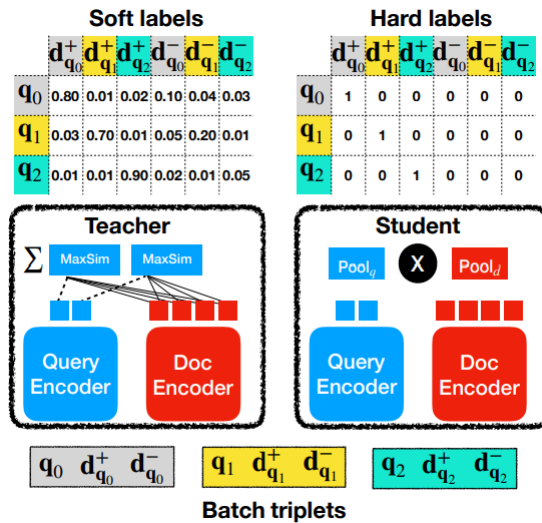 Soft labels Hard labels
d⁺q₀ d⁺q₁ d⁺q₂ d⁻q₀ d⁻q₁ d⁻q₂ d⁺q₀ d⁺q₁ d⁺q₂ d⁻q₀ d⁻q₁ d⁻q₂
q₀ 0.80 0.01 0.02 0.10 0.04 0.03 q₀ 1 0 0 0 0 0
q₁ 0.03 0.70 0.01 0.05 0.20 0.01 q₁ 0 1 0 0 0 0
q₂ 0.01 0.01 0.90 0.02 0.01 0.05 q₂ 0 0 1 0 0 0
Teacher Student
∑ MaxSim MaxSim Pool_q X Pool_d
Query Doc Query Doc
Encoder Encoder Encoder Encoder
q₀ d⁺q₀ d⁻q₀ q₁ d⁺q₁ d⁻q₁ q₂ d⁺q₂ d⁻q₂
Batch triplets